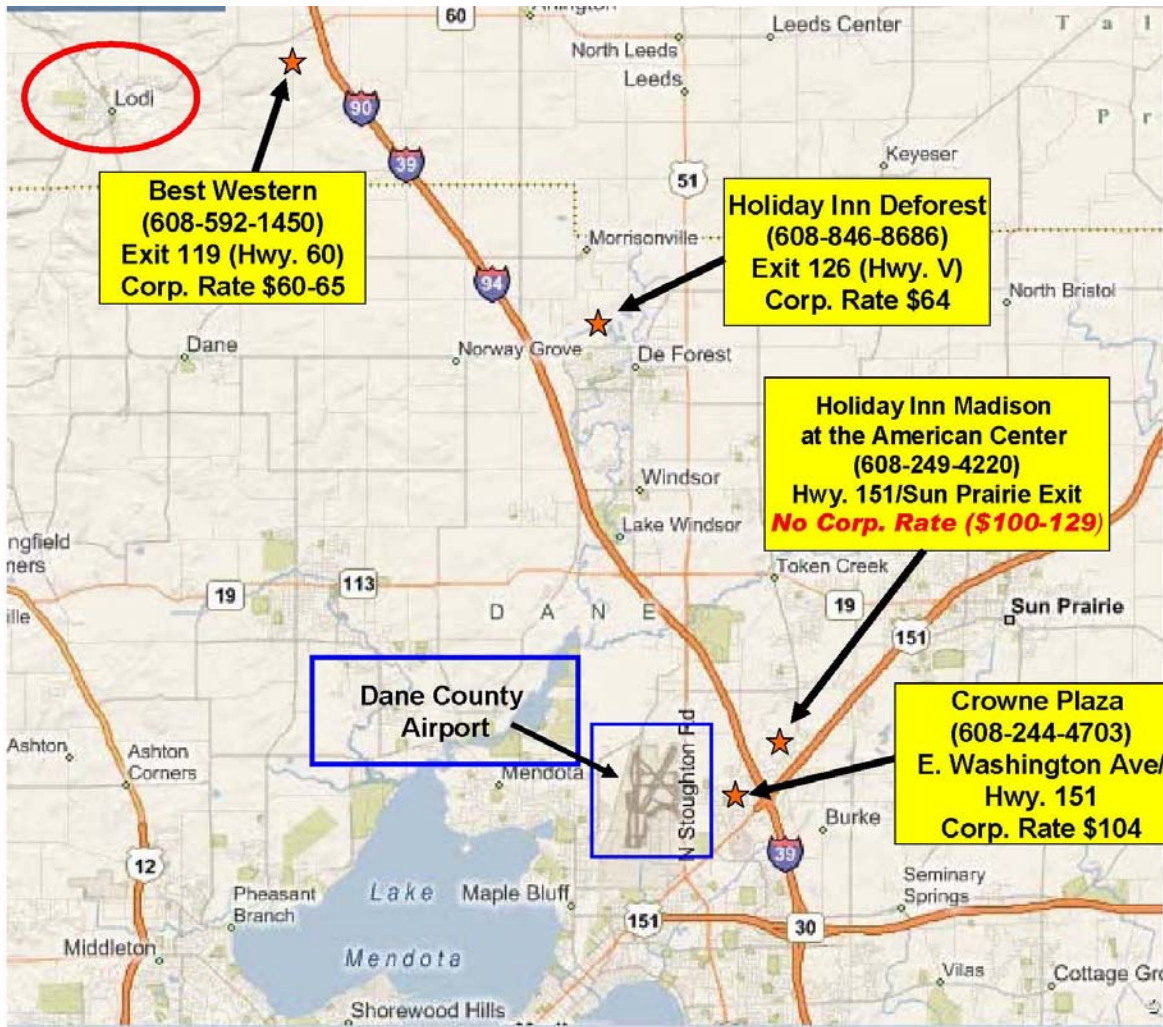 60
Arlington
North Leeds
Leeds Center
Leeds
T a l
P r
Lodi
90
39
Keyeser
51
Best Western
(608-592-1450)
Exit 119 (Hwy. 60)
Corp. Rate $60-65
Holiday Inn Deforest
(608-846-8686)
Exit 126 (Hwy. V)
Corp. Rate $64
Morrisonville
94
North Bristol
Dane
Norway Grove
De Forest
Holiday Inn Madison
at the American Center
(608-249-4220)
Hwy. 151/Sun Prairie Exit
No Corp. Rate ($100-129)
Windsor
Lake Windsor
ngfield
ners
ille
19
113
Token Creek
19
Sun Prairie
D A N E
151
Dane County
Airport
N Stoughton Rd
Crowne Plaza
(608-244-4703)
E. Washington Ave/
Hwy. 151
Corp. Rate $104
Ashton
Ashton
Corners
Mendota
Burke
39
12
Pheasant
Branch
Lake
Mendota
Maple Bluff
Seminary
Springs
151
30
Middleton
Vilas
Cottage Gro
Shorewood Hills